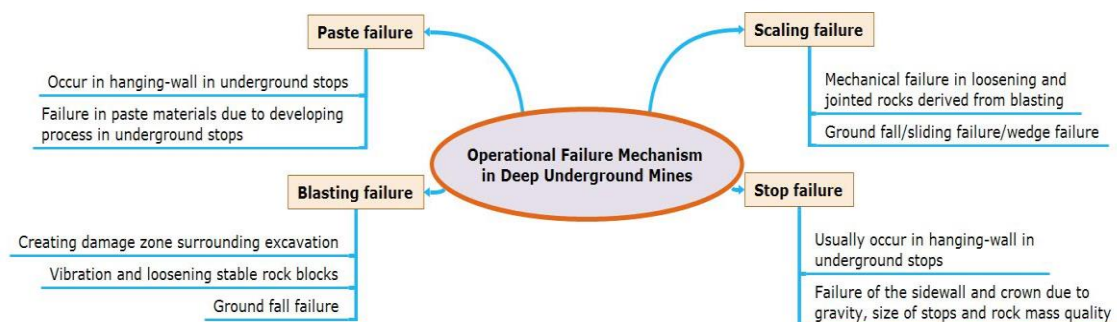 Paste failure
Occur in hanging-wall in underground stops
Failure in paste materials due to developing
process in underground stops
Scaling failure
Mechanical failure in loosening and
jointed rocks derived from blasting
Ground fall/sliding failure/wedge failure
Operational Failure Mechanism
in Deep Underground Mines
Blasting failure
Creating damage zone surrounding excavation
Vibration and loosening stable rock blocks
Ground fall failure
Stop failure
Usually occur in hanging-wall in
underground stops
Failure of the sidewall and crown due to
gravity, size of stops and rock mass quality